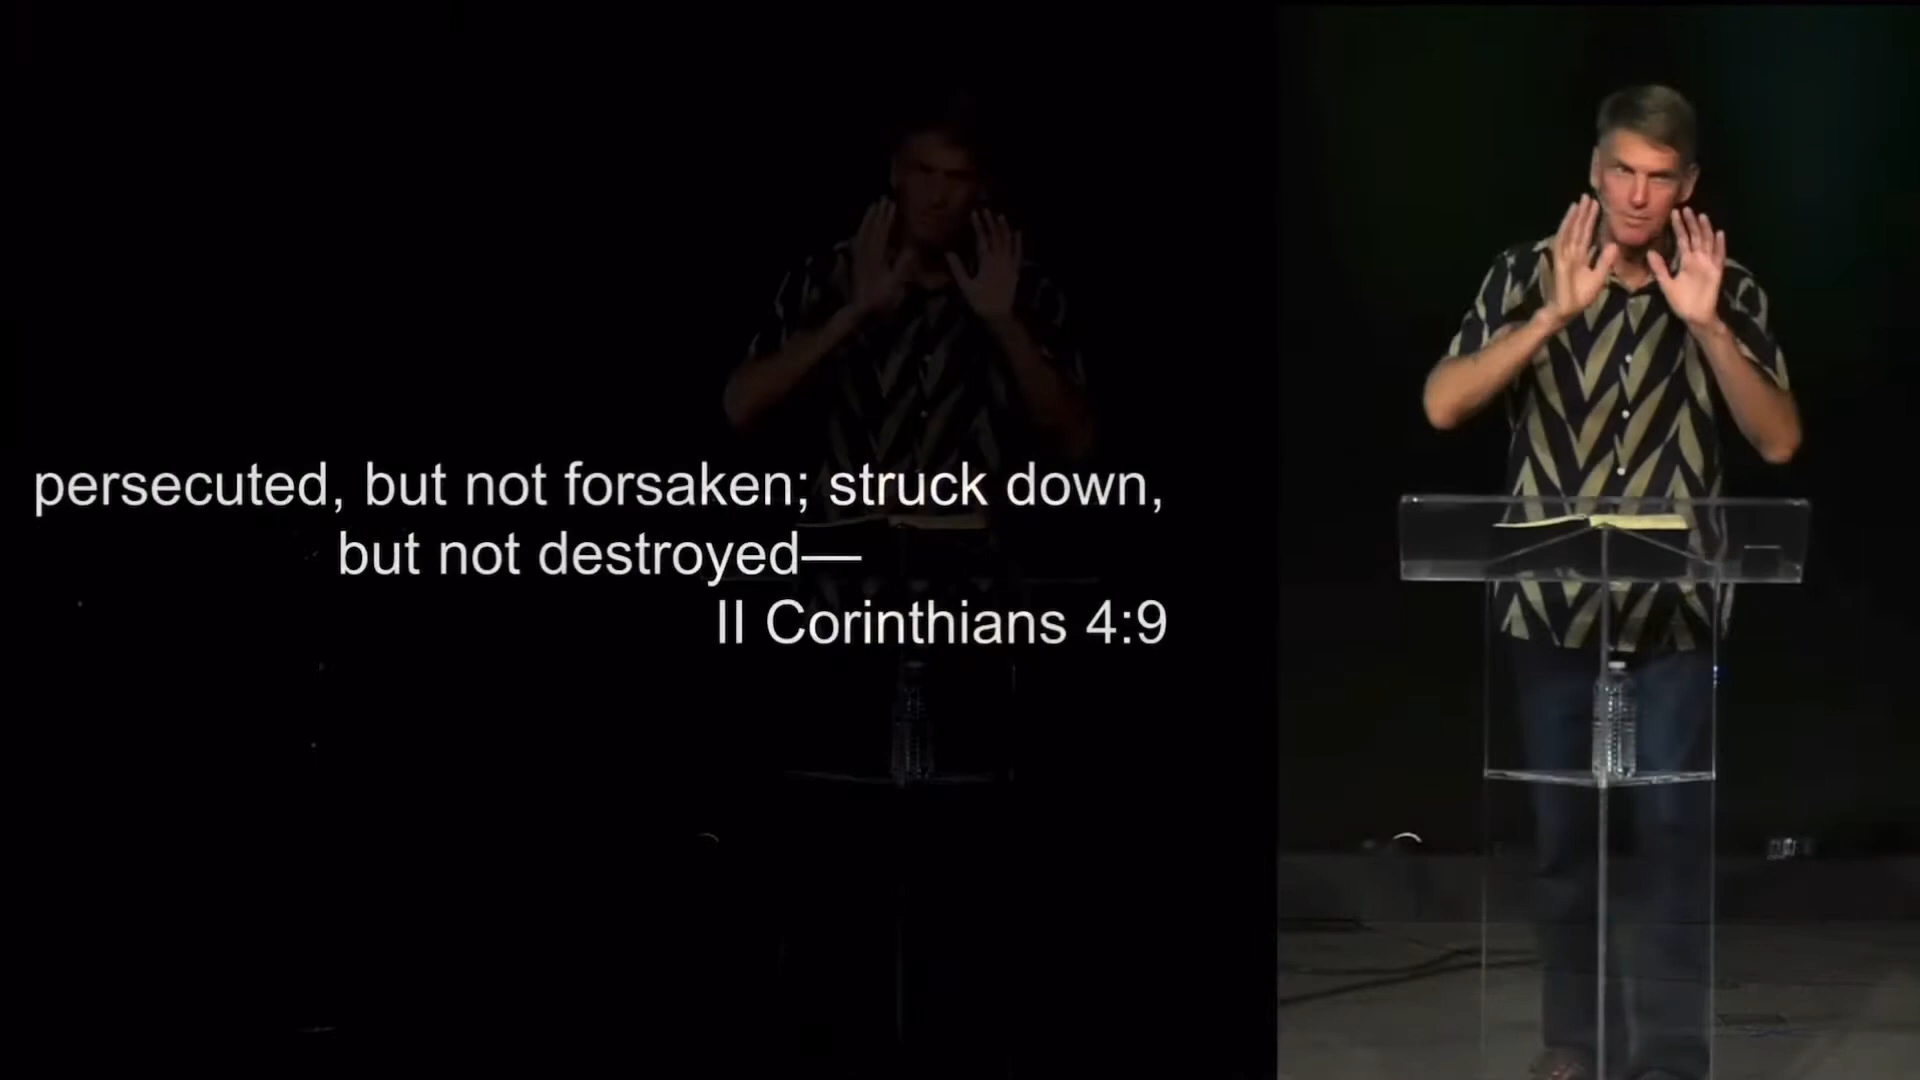 persecuted, but not forsaken; struck down,
but not destroyed—
II Corinthians 4:9